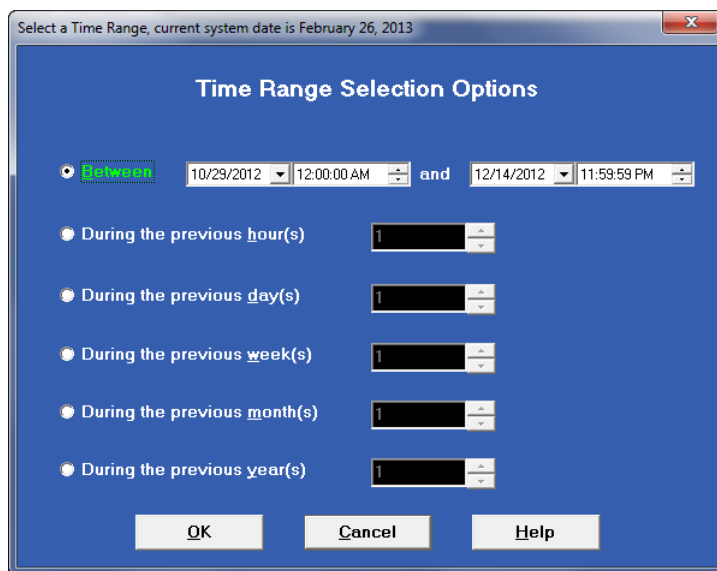 Select a Time Range, current system date is February 26, 2013
Time Range Selection Options
Between 10/29/2012 12:00:00 AM and 12/14/2012 11:59:59 PM
During the previous hour(s) 1
During the previous day(s) 1
During the previous week(s) 1
During the previous month(s) 1
During the previous year(s) 1
OK Cancel Help